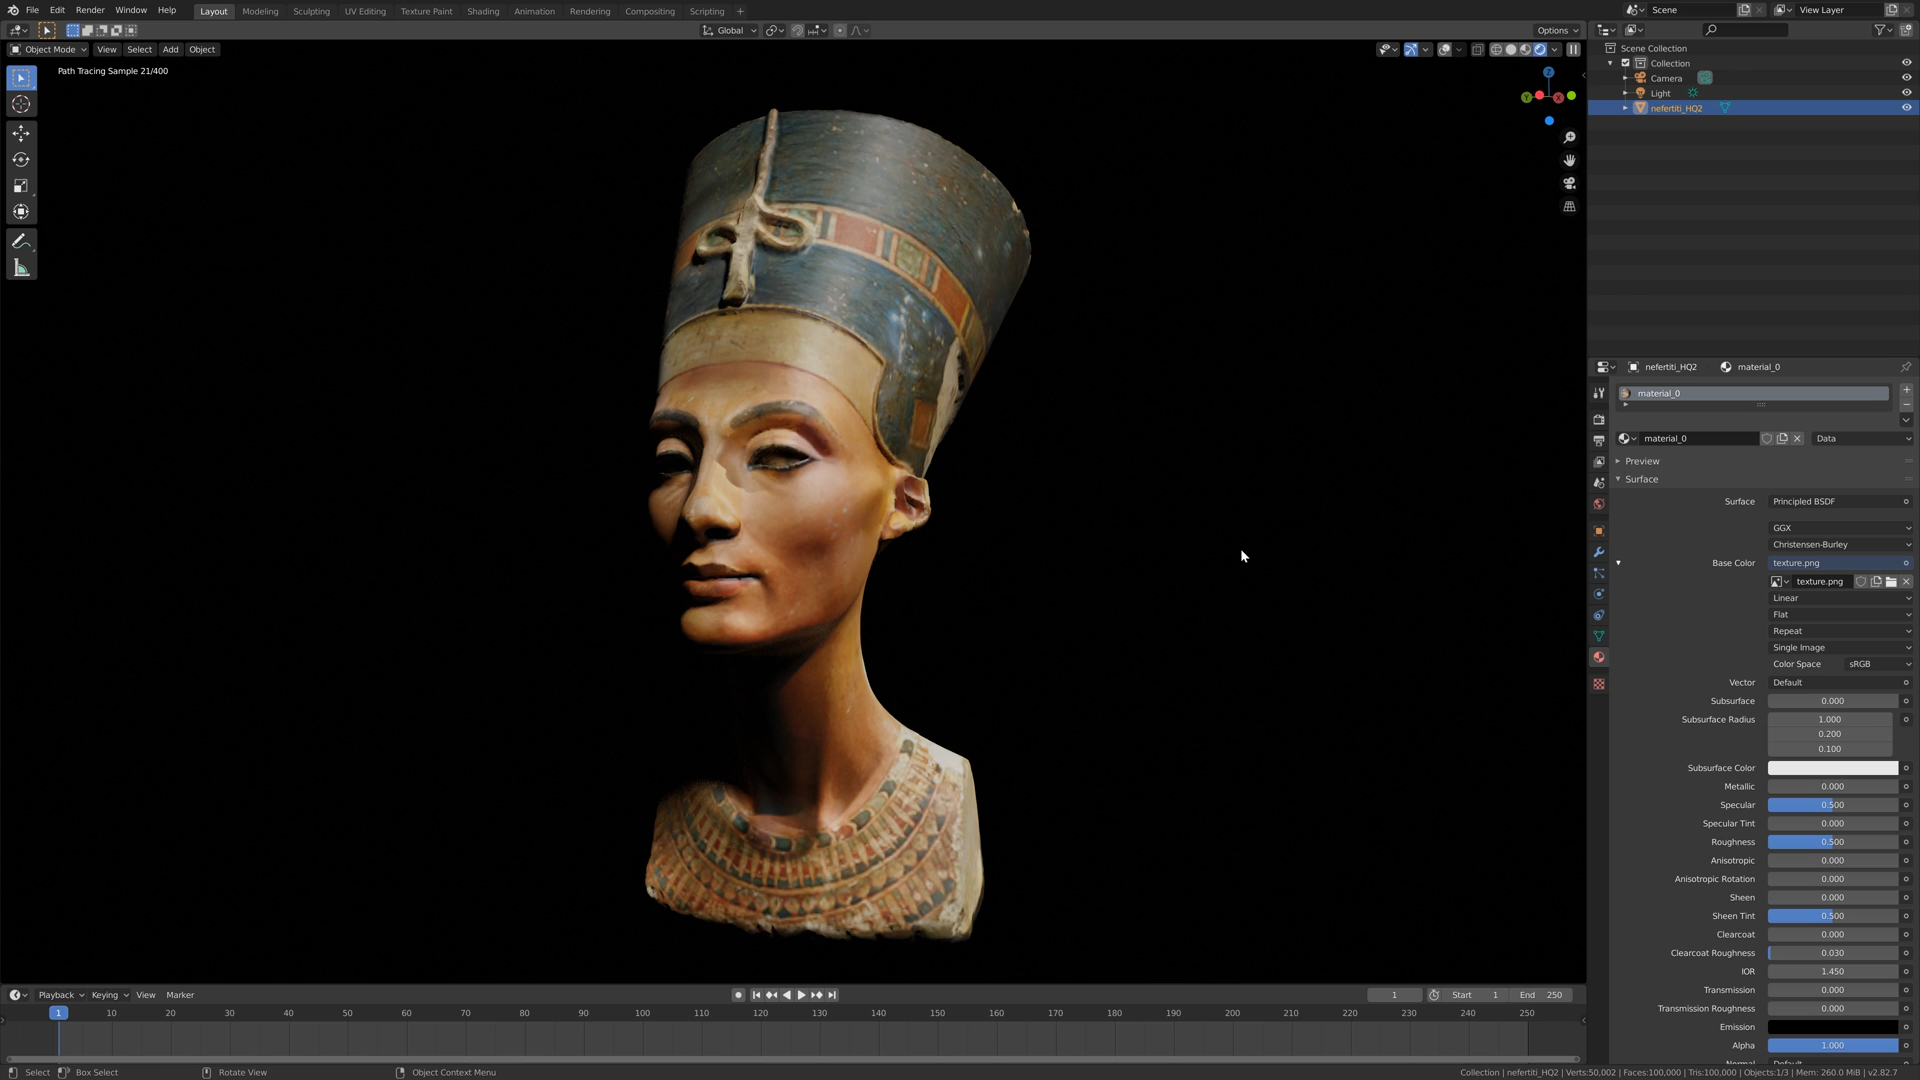 File Edit Render Window Help Layout Modeling Sculpting UV Editing Texture Paint Shading Animation Rendering Compositing Scripting + Scene View Layer
Global Options
Object Mode View Select Add Object
Path Tracing Sample 21/400
Z
Y X
Scene Collection
Collection
Camera
Light
nefertiti_HQ2
nefertiti_HQ2 material_0
material_0
material_0 Data
Preview
Surface
Surface Principled BSDF
GGX
Christensen-Burley
Base Color texture.png
texture.png
Linear
Flat
Repeat
Single Image
Color Space sRGB
Vector Default
Subsurface 0.000
Subsurface Radius 1.000
0.200
0.100
Subsurface Color
Metallic 0.000
Specular 0.500
Specular Tint 0.000
Roughness 0.500
Anisotropic 0.000
Anisotropic Rotation 0.000
Sheen 0.000
Sheen Tint 0.500
Clearcoat 0.000
Clearcoat Roughness 0.030
IOR 1.450
Transmission 0.000
Transmission Roughness 0.000
Emission
Alpha 1.000
Normal Default
Playback Keying View Marker 1 Start 1 End 250
1 10 20 30 40 50 60 70 80 90 100 110 120 130 140 150 160 170 180 190 200 210 220 230 240 250
Select Box Select Rotate View Object Context Menu Collection | nefertiti_HQ2 | Verts:50,002 | Faces:100,000 | Tris:100,000 | Objects:1/3 | Mem: 260.0 MiB | v2.82.7